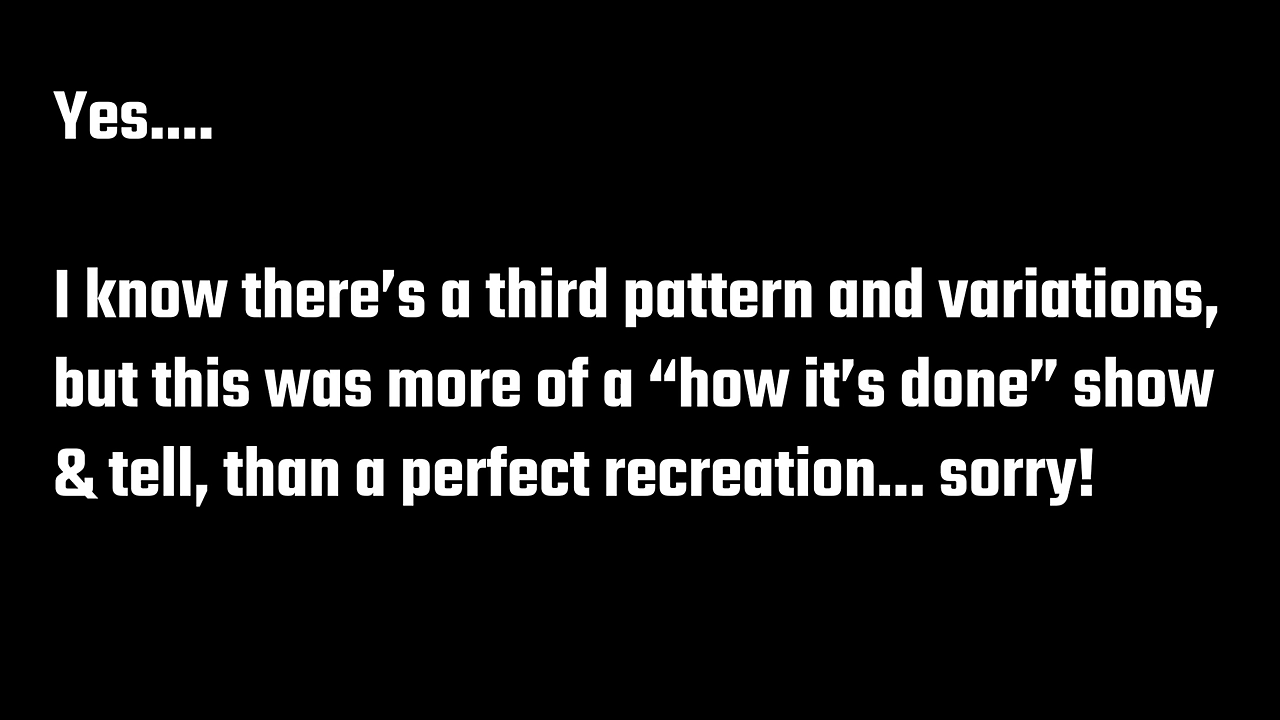 Yes....
I know there’s a third pattern and variations,
but this was more of a “how it’s done” show
& tell, than a perfect recreation... sorry!